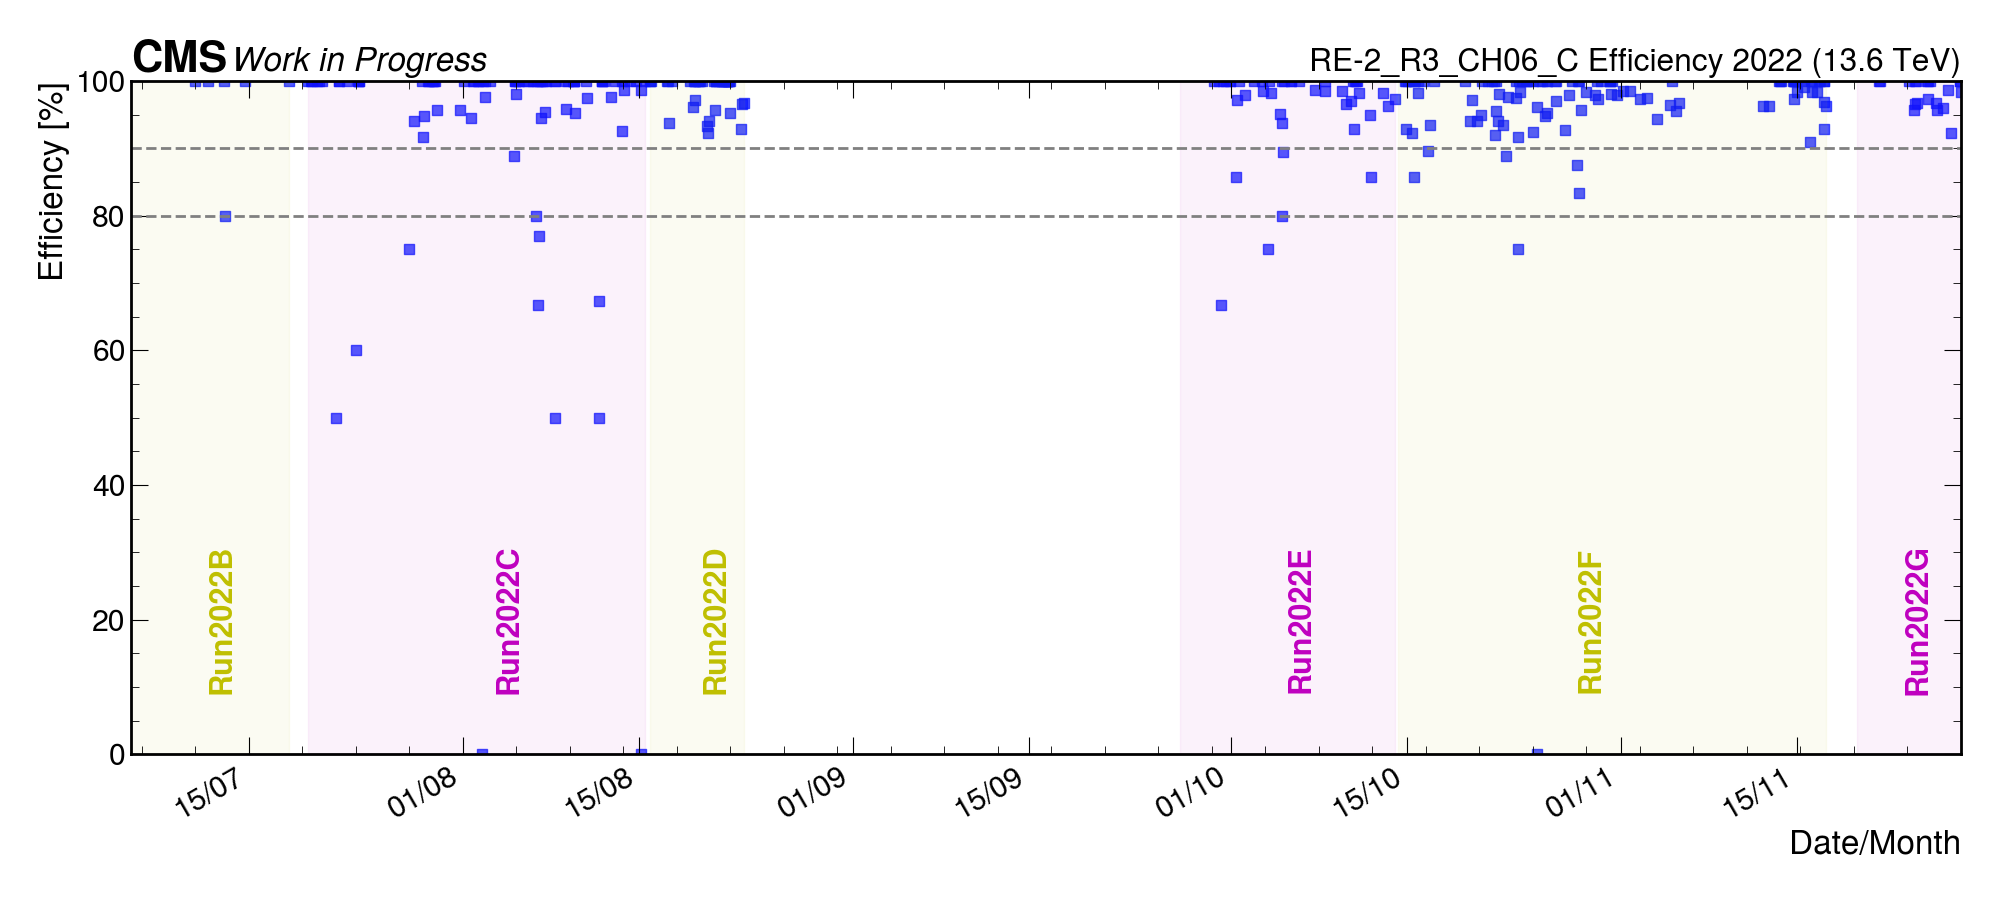 CMS Work in Progress
RE-2_R3_CH06_C Efficiency 2022 (13.6 TeV)
Efficiency [%]
100
80
60
40
20
0
Run2022B
Run2022C
Run2022D
Run2022E
Run2022F
Run2022G
15/07
01/08
15/08
01/09
15/09
01/10
15/10
01/11
15/11
Date/Month